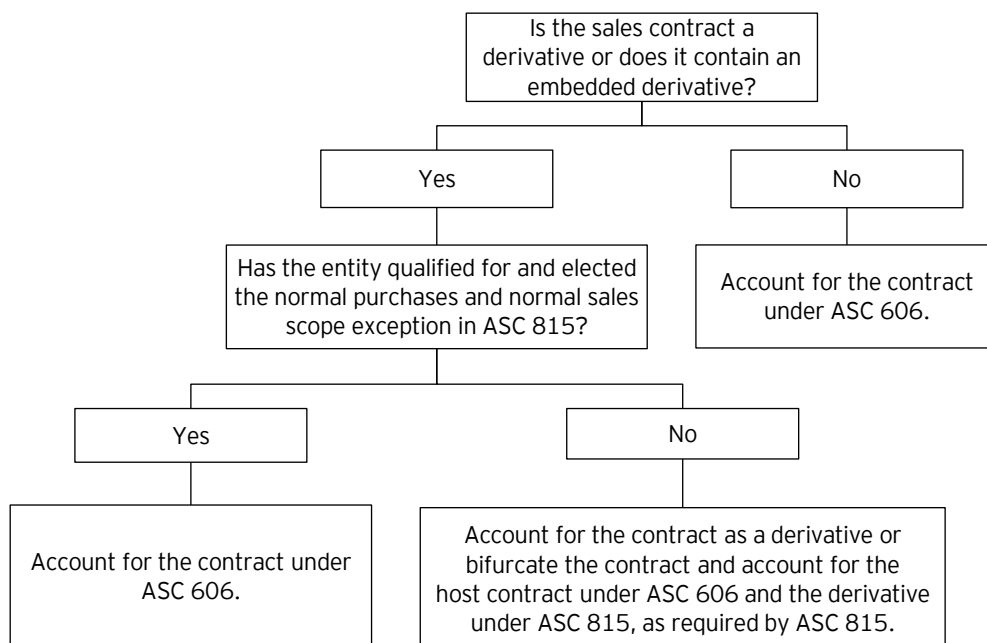 Is the sales contract a
derivative or does it contain an
embedded derivative?
Yes
No
Has the entity qualified for and elected
the normal purchases and normal sales
scope exception in ASC 815?
Account for the contract
under ASC 606.
Yes
No
Account for the contract under
ASC 606.
Account for the contract as a derivative or
bifurcate the contract and account for the
host contract under ASC 606 and the derivative
under ASC 815, as required by ASC 815.